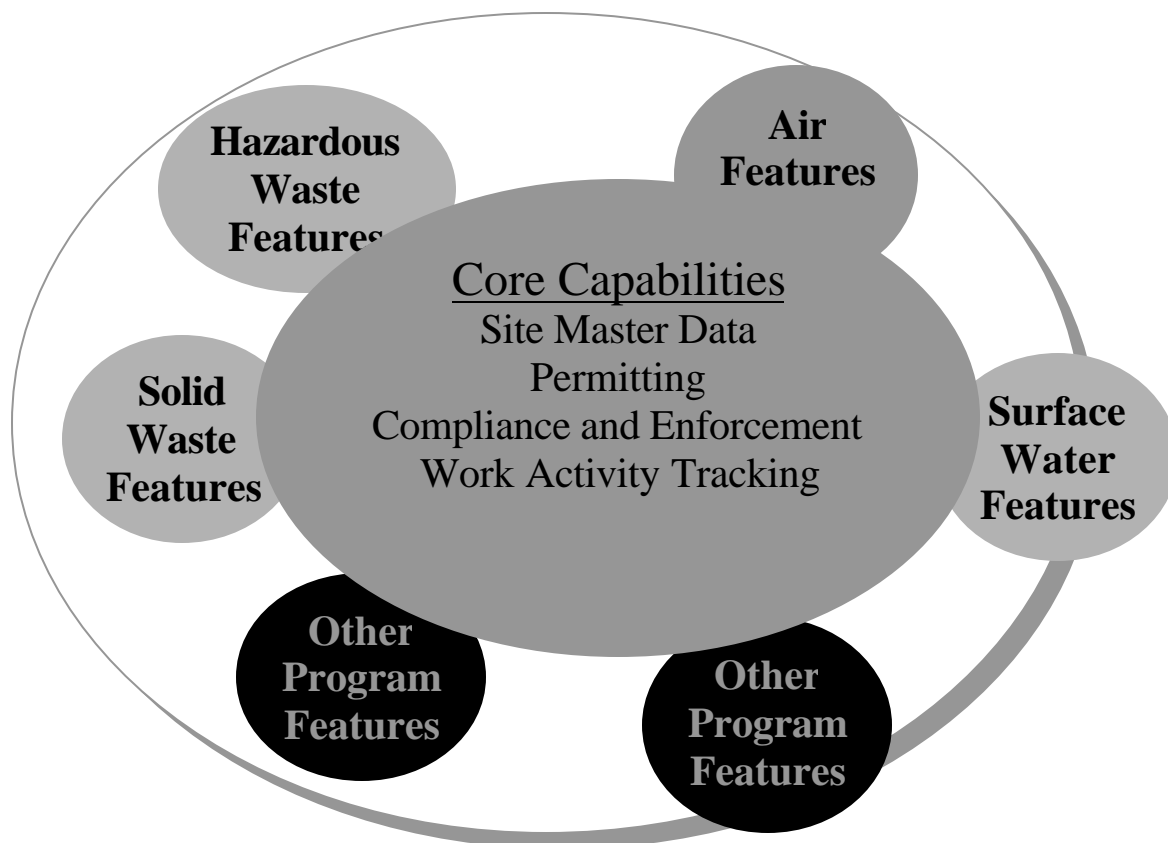 Hazardous
Waste
Features
Air
Features
Core Capabilities
Site Master Data
Permitting
Compliance and Enforcement
Work Activity Tracking
Solid
Waste
Features
Surface
Water
Features
Other
Program
Features
Other
Program
Features